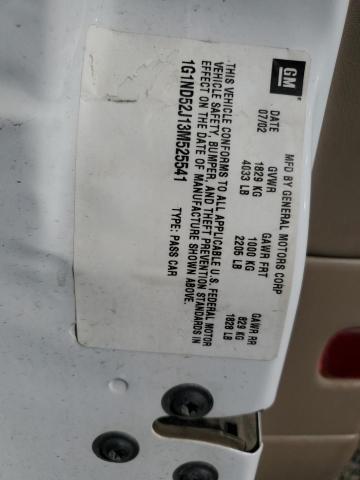 GM
MFD BY GENERAL MOTORS CORP
DATE GVWR GAWR FRT GAWR RR
07/02 1829 KG 1000 KG 829 KG
4033 LB 2205 LB 1828 LB
THIS VEHICLE CONFORMS TO ALL APPLICABLE U.S. FEDERAL MOTOR
VEHICLE SAFETY, BUMPER, AND THEFT PREVENTION STANDARDS IN
EFFECT ON THE DATE OF MANUFACTURE SHOWN ABOVE.
1G1ND52J13M525541 TYPE: PASS CAR